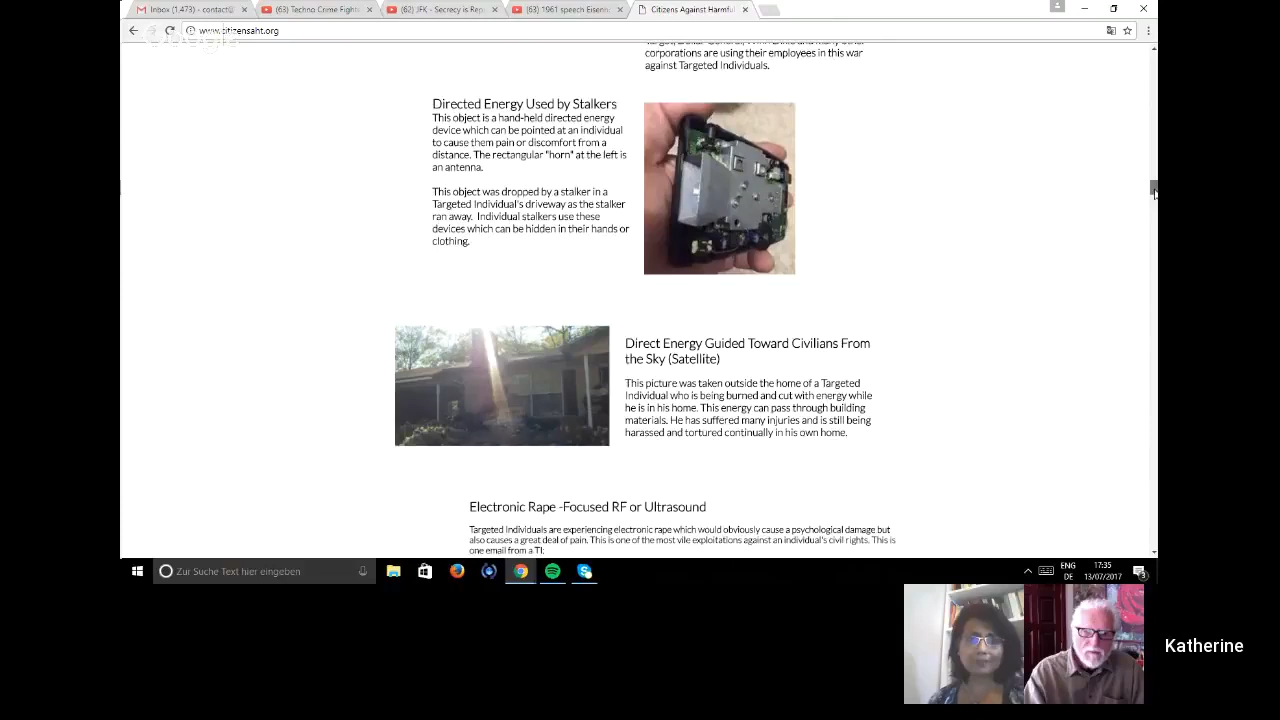 Inbox (1,473) - contact@
(63) Techno Crime Fight
(62) JFK - Secrecy is Rep
(63) 1961 speech Eisen
Citizens Against Harmful
www.citizensaht.org
Google
corporations are using their employees in this war
against Targeted Individuals.
Directed Energy Used by Stalkers
This object is a hand-held directed energy
device which can be pointed at an individual
to cause them pain or discomfort from a
distance. The rectangular "horn" at the left is
an antenna.
This object was dropped by a stalker in a
Targeted Individual's driveway as the stalker
ran away. Individual stalkers use these
devices which can be hidden in their hands or
clothing.
Direct Energy Guided Toward Civilians From
the Sky (Satellite)
This picture was taken outside the home of a Targeted
Individual who is being burned and cut with energy while
he is in his home. This energy can pass through building
materials. He has suffered many injuries and is still being
harassed and tortured continually in his own home.
Electronic Rape -Focused RF or Ultrasound
Targeted Individuals are experiencing electronic rape which would obviously cause a psychological damage but
also causes a great deal of pain. This is one of the most vile exploitations against an individual's civil rights. This is
one email from a TI:
Zur Suche Text hier eingeben
ENG
DE
17:35
13/07/2017
3
Katherine